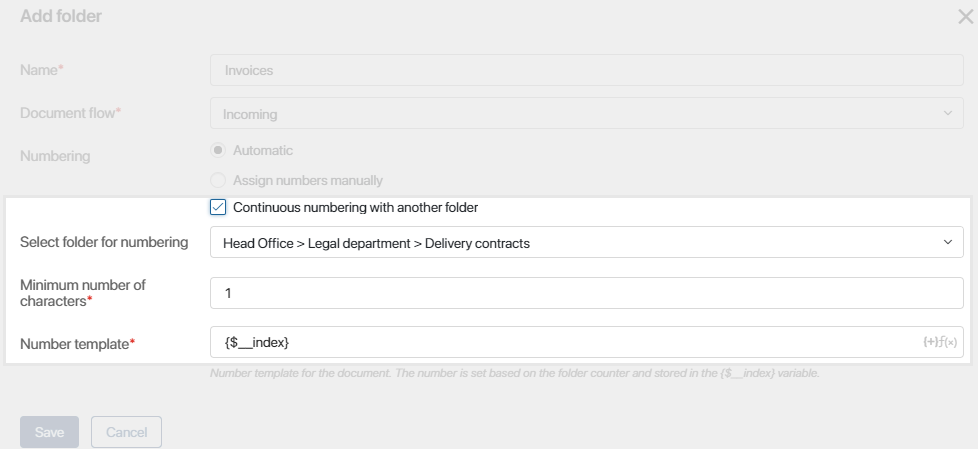 Add folder
Name*
Invoices
Document flow*
Incoming
Numbering
Automatic
Assign numbers manually
Continuous numbering with another folder
Select folder for numbering
Head Office > Legal department > Delivery contracts
Minimum number of
characters*
1
Number template*
{$__index}
{+}ƒ(x)
Number template for the document. The number is set based on the folder counter and stored in the {$__index} variable.
Save
Cancel